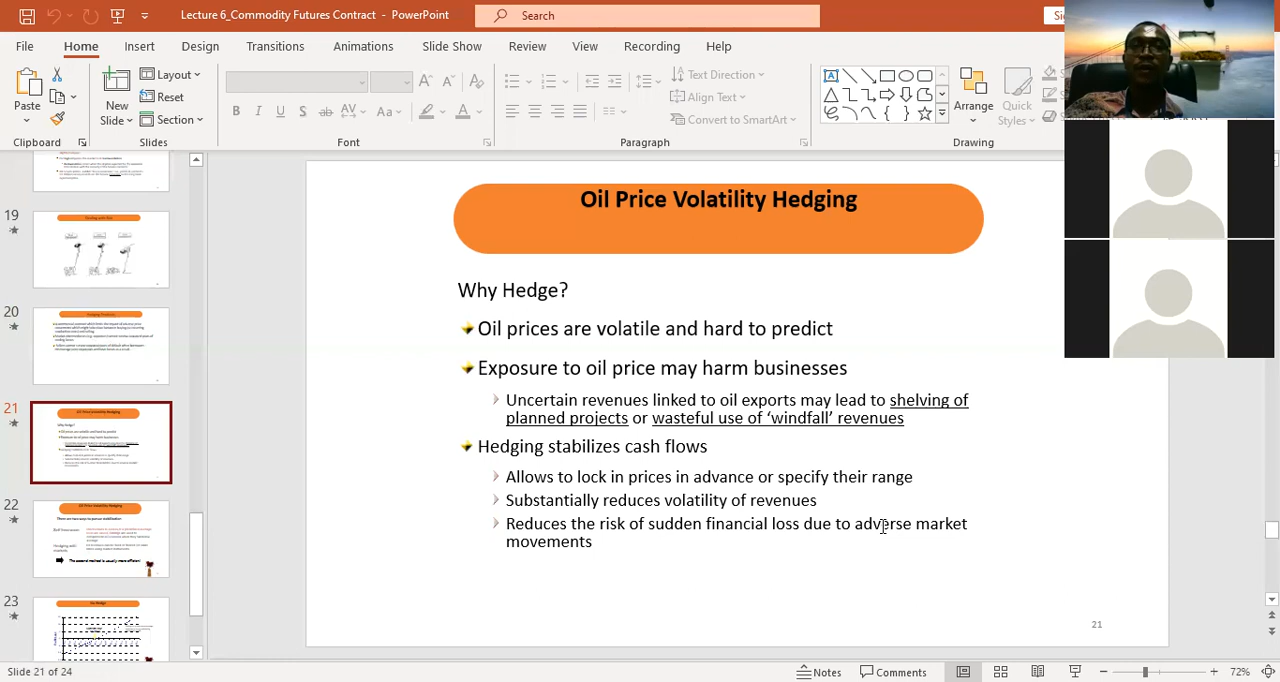 Lecture 6_Commodity Futures Contract - PowerPoint
Search
File
Home
Insert
Design
Transitions
Animations
Slide Show
Review
View
Recording
Help
Paste
New
Slide
Layout
Reset
Section
Text Direction
Align Text
Convert to SmartArt
Arrange
Quick
Styles
Clipboard
Slides
Font
Paragraph
Drawing
19
20
21
22
23
Oil Price Volatility Hedging
Why Hedge?
Oil prices are volatile and hard to predict
Exposure to oil price may harm businesses
Uncertain revenues linked to oil exports may lead to shelving of
planned projects or wasteful use of ‘windfall’ revenues
Hedging stabilizes cash flows
Allows to lock in prices in advance or specify their range
Substantially reduces volatility of revenues
Reduces the risk of sudden financial loss due to adverse market
movements
21
Slide 21 of 24
Notes
Comments
72%